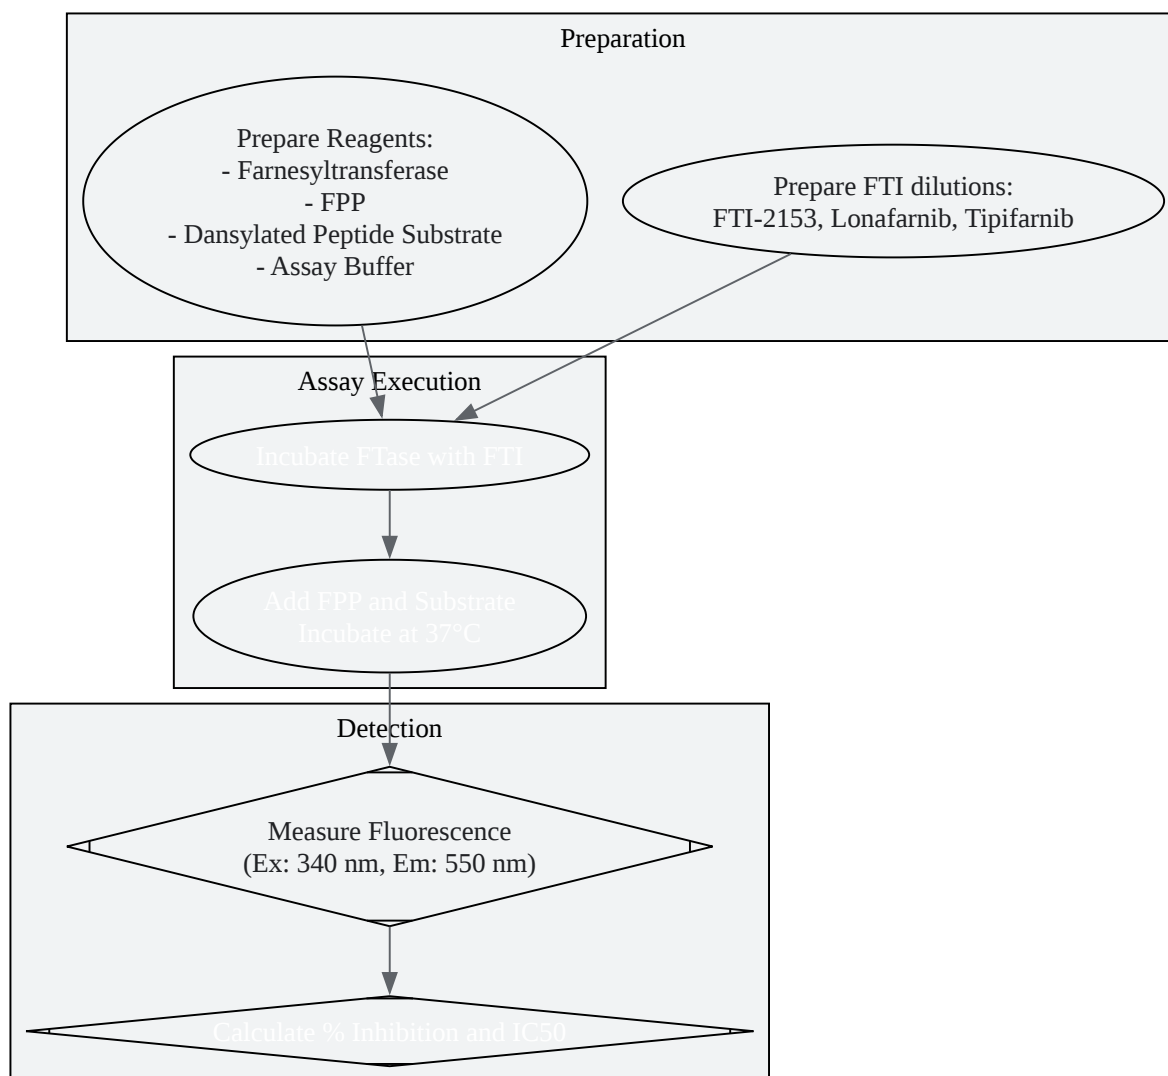 Preparation
Prepare Reagents:
- Farnesyltransferase
- FPP
- Dansylated Peptide Substrate
- Assay Buffer
Prepare FTI dilutions:
FTI-2153, Lonafarnib, Tipifarnib
Assay Execution
Incubate FTase with FTI
Add FPP and Substrate
Incubate at 37°C
Detection
Measure Fluorescence
(Ex: 340 nm, Em: 550 nm)
Calculate % Inhibition and IC50